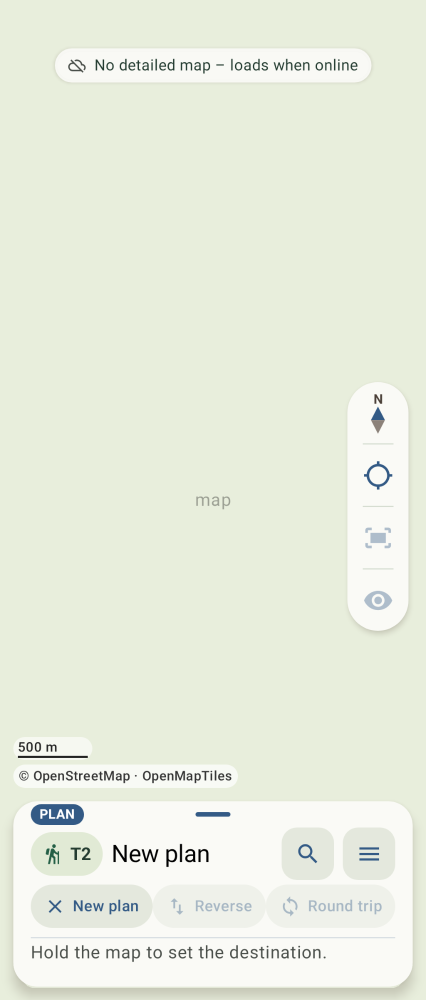 No detailed map – loads when online
N
map
500 m
© OpenStreetMap · OpenMapTiles
PLAN
T2 New plan
New plan Reverse Round trip
Hold the map to set the destination.